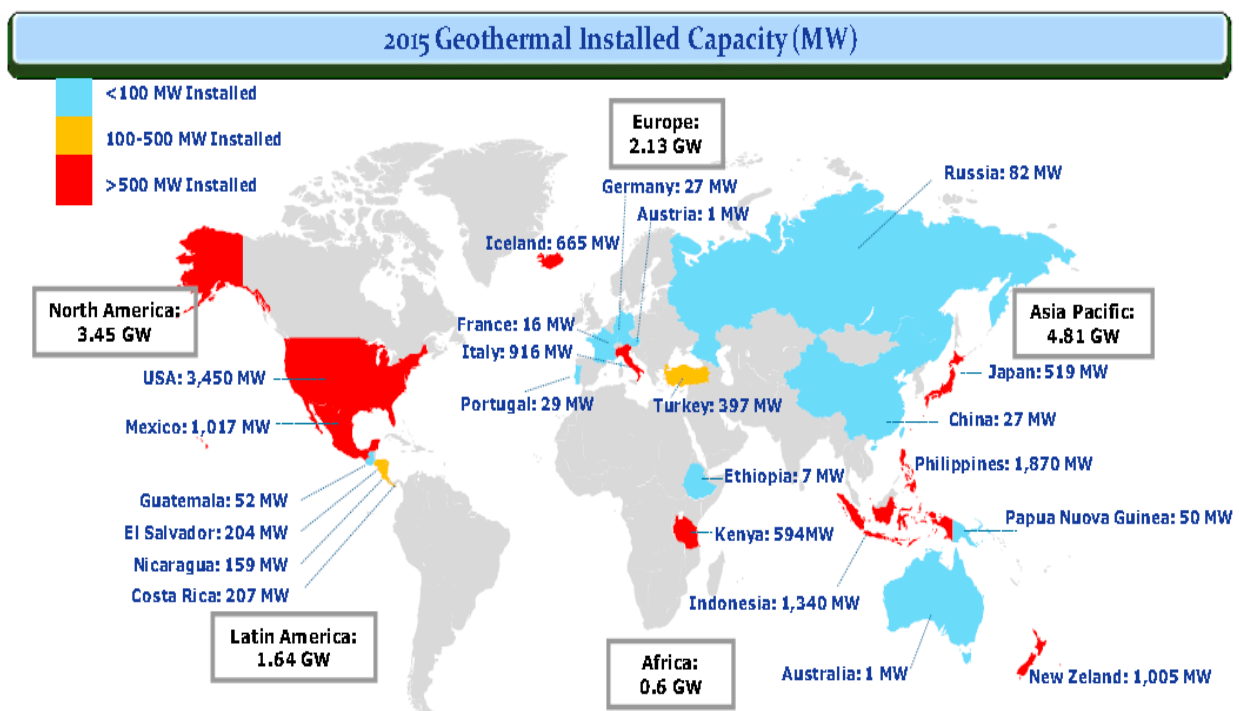 2015 Geothermal Installed Capacity (MW)
<100 MW Installed
100-500 MW Installed
>500 MW Installed
Europe:
2.13 GW
Germany: 27 MW
Austria: 1 MW
Russia: 82 MW
Iceland: 665 MW
North America:
3.45 GW
Asia Pacific:
4.81 GW
France: 16 MW
Italy: 916 MW
USA: 3,450 MW
Japan: 519 MW
Portugal: 29 MW
Turkey: 397 MW
Mexico: 1,017 MW
China: 27 MW
Philippines: 1,870 MW
Ethiopia: 7 MW
Guatemala: 52 MW
El Salvador: 204 MW
Nicaragua: 159 MW
Costa Rica: 207 MW
Kenya: 594MW
Papua Nuova Guinea: 50 MW
Indonesia: 1,340 MW
Latin America:
1.64 GW
Africa:
0.6 GW
Australia: 1 MW
New Zeland: 1,005 MW